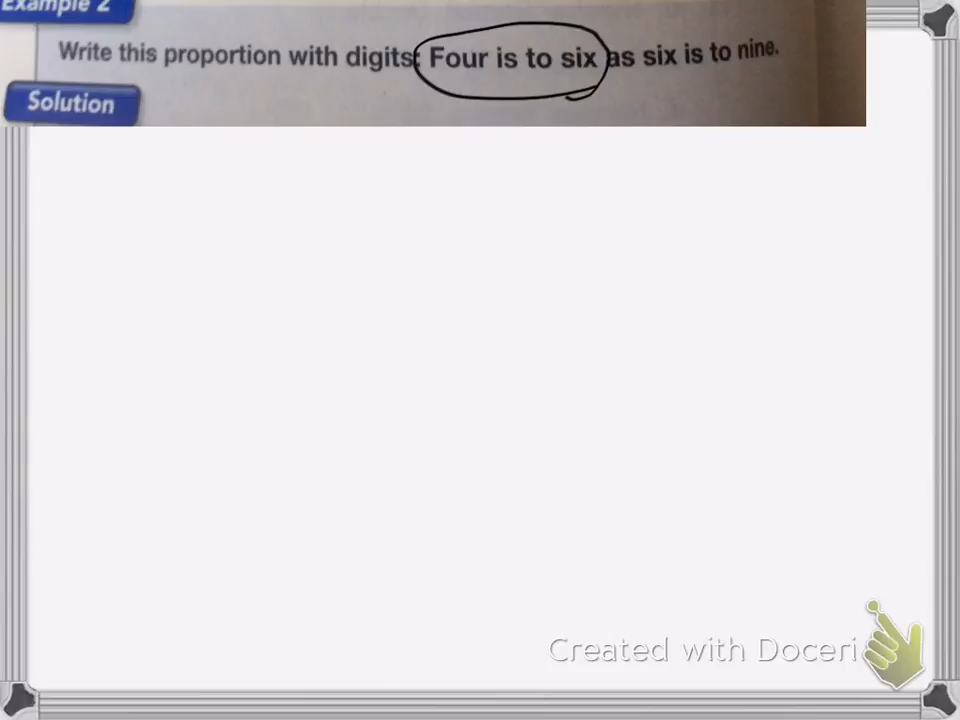 Example 2
Write this proportion with digits: Four is to six as six is to nine.
Solution
Created with Doceri